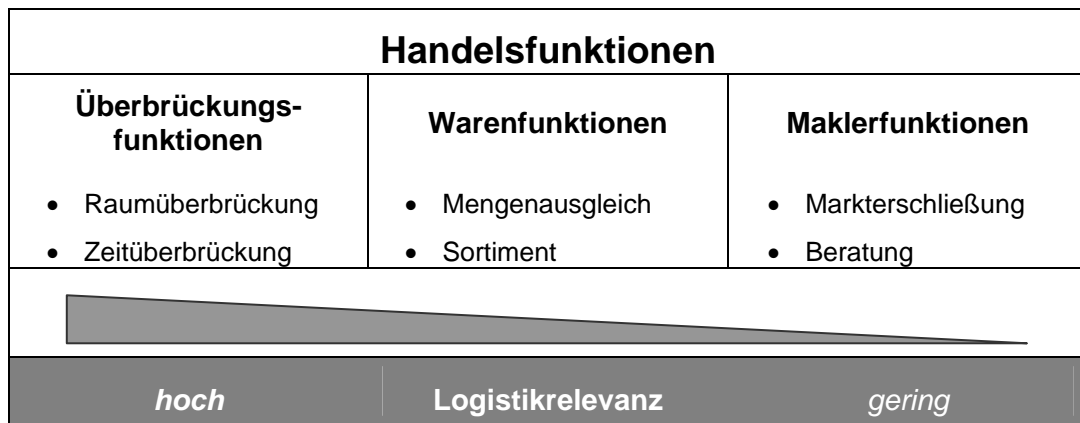 Handelsfunktionen
Überbrückungs-
funktionen
Warenfunktionen
Maklerfunktionen
• Raumüberbrückung
• Zeitüberbrückung
• Mengenausgleich
• Sortiment
• Markterschließung
• Beratung
hoch
Logistikrelevanz
gering